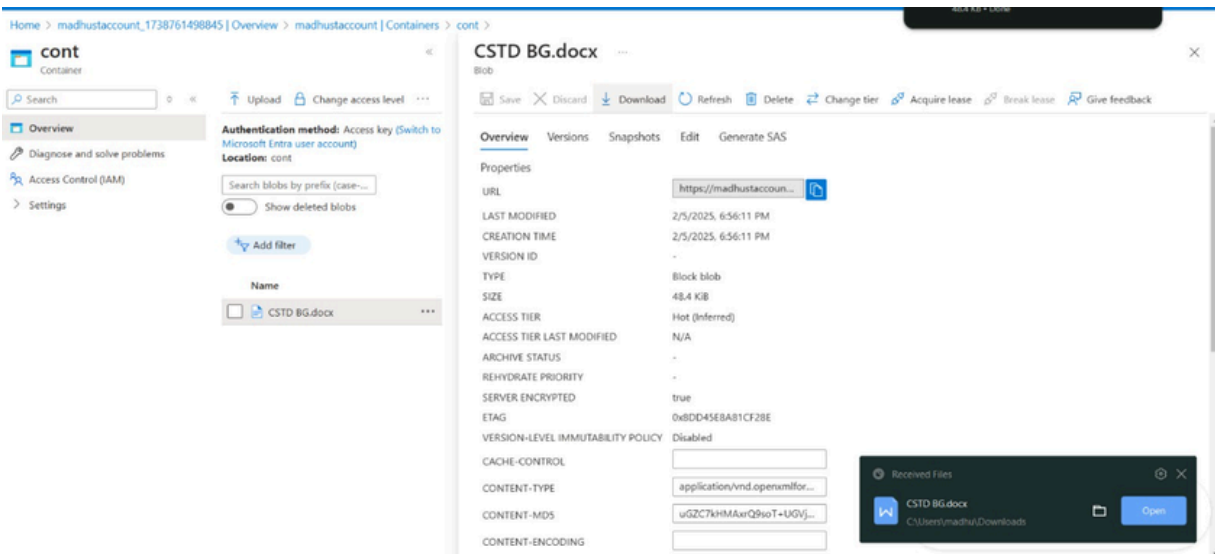 48.4 KB • Done
Home > madhustaccount_1738761498845 | Overview > madhustaccount | Containers > cont >
cont
Container
Search
Overview
Diagnose and solve problems
Access Control (IAM)
Settings
Upload Change access level ...
Authentication method: Access key (Switch to
Microsoft Entra user account)
Location: cont
Search blobs by prefix (case-...
Show deleted blobs
Add filter
Name
CSTD BG.docx ...
CSTD BG.docx ...
Blob
Save Discard Download Refresh Delete Change tier Acquire lease Break lease Give feedback
Overview Versions Snapshots Edit Generate SAS
Properties
URL https://madhustaccoun...
LAST MODIFIED 2/5/2025, 6:56:11 PM
CREATION TIME 2/5/2025, 6:56:11 PM
VERSION ID -
TYPE Block blob
SIZE 48.4 KiB
ACCESS TIER Hot (Inferred)
ACCESS TIER LAST MODIFIED N/A
ARCHIVE STATUS -
REHYDRATE PRIORITY -
SERVER ENCRYPTED true
ETAG 0x8DD45E8A81CF28E
VERSION-LEVEL IMMUTABILITY POLICY Disabled
CACHE-CONTROL
CONTENT-TYPE application/vnd.openxmlfor...
CONTENT-MD5 uGZC7kHMAxrQ9soT+UGVj...
CONTENT-ENCODING
Received Files
CSTD BG.docx
C:\Users\madhu\Downloads
Open